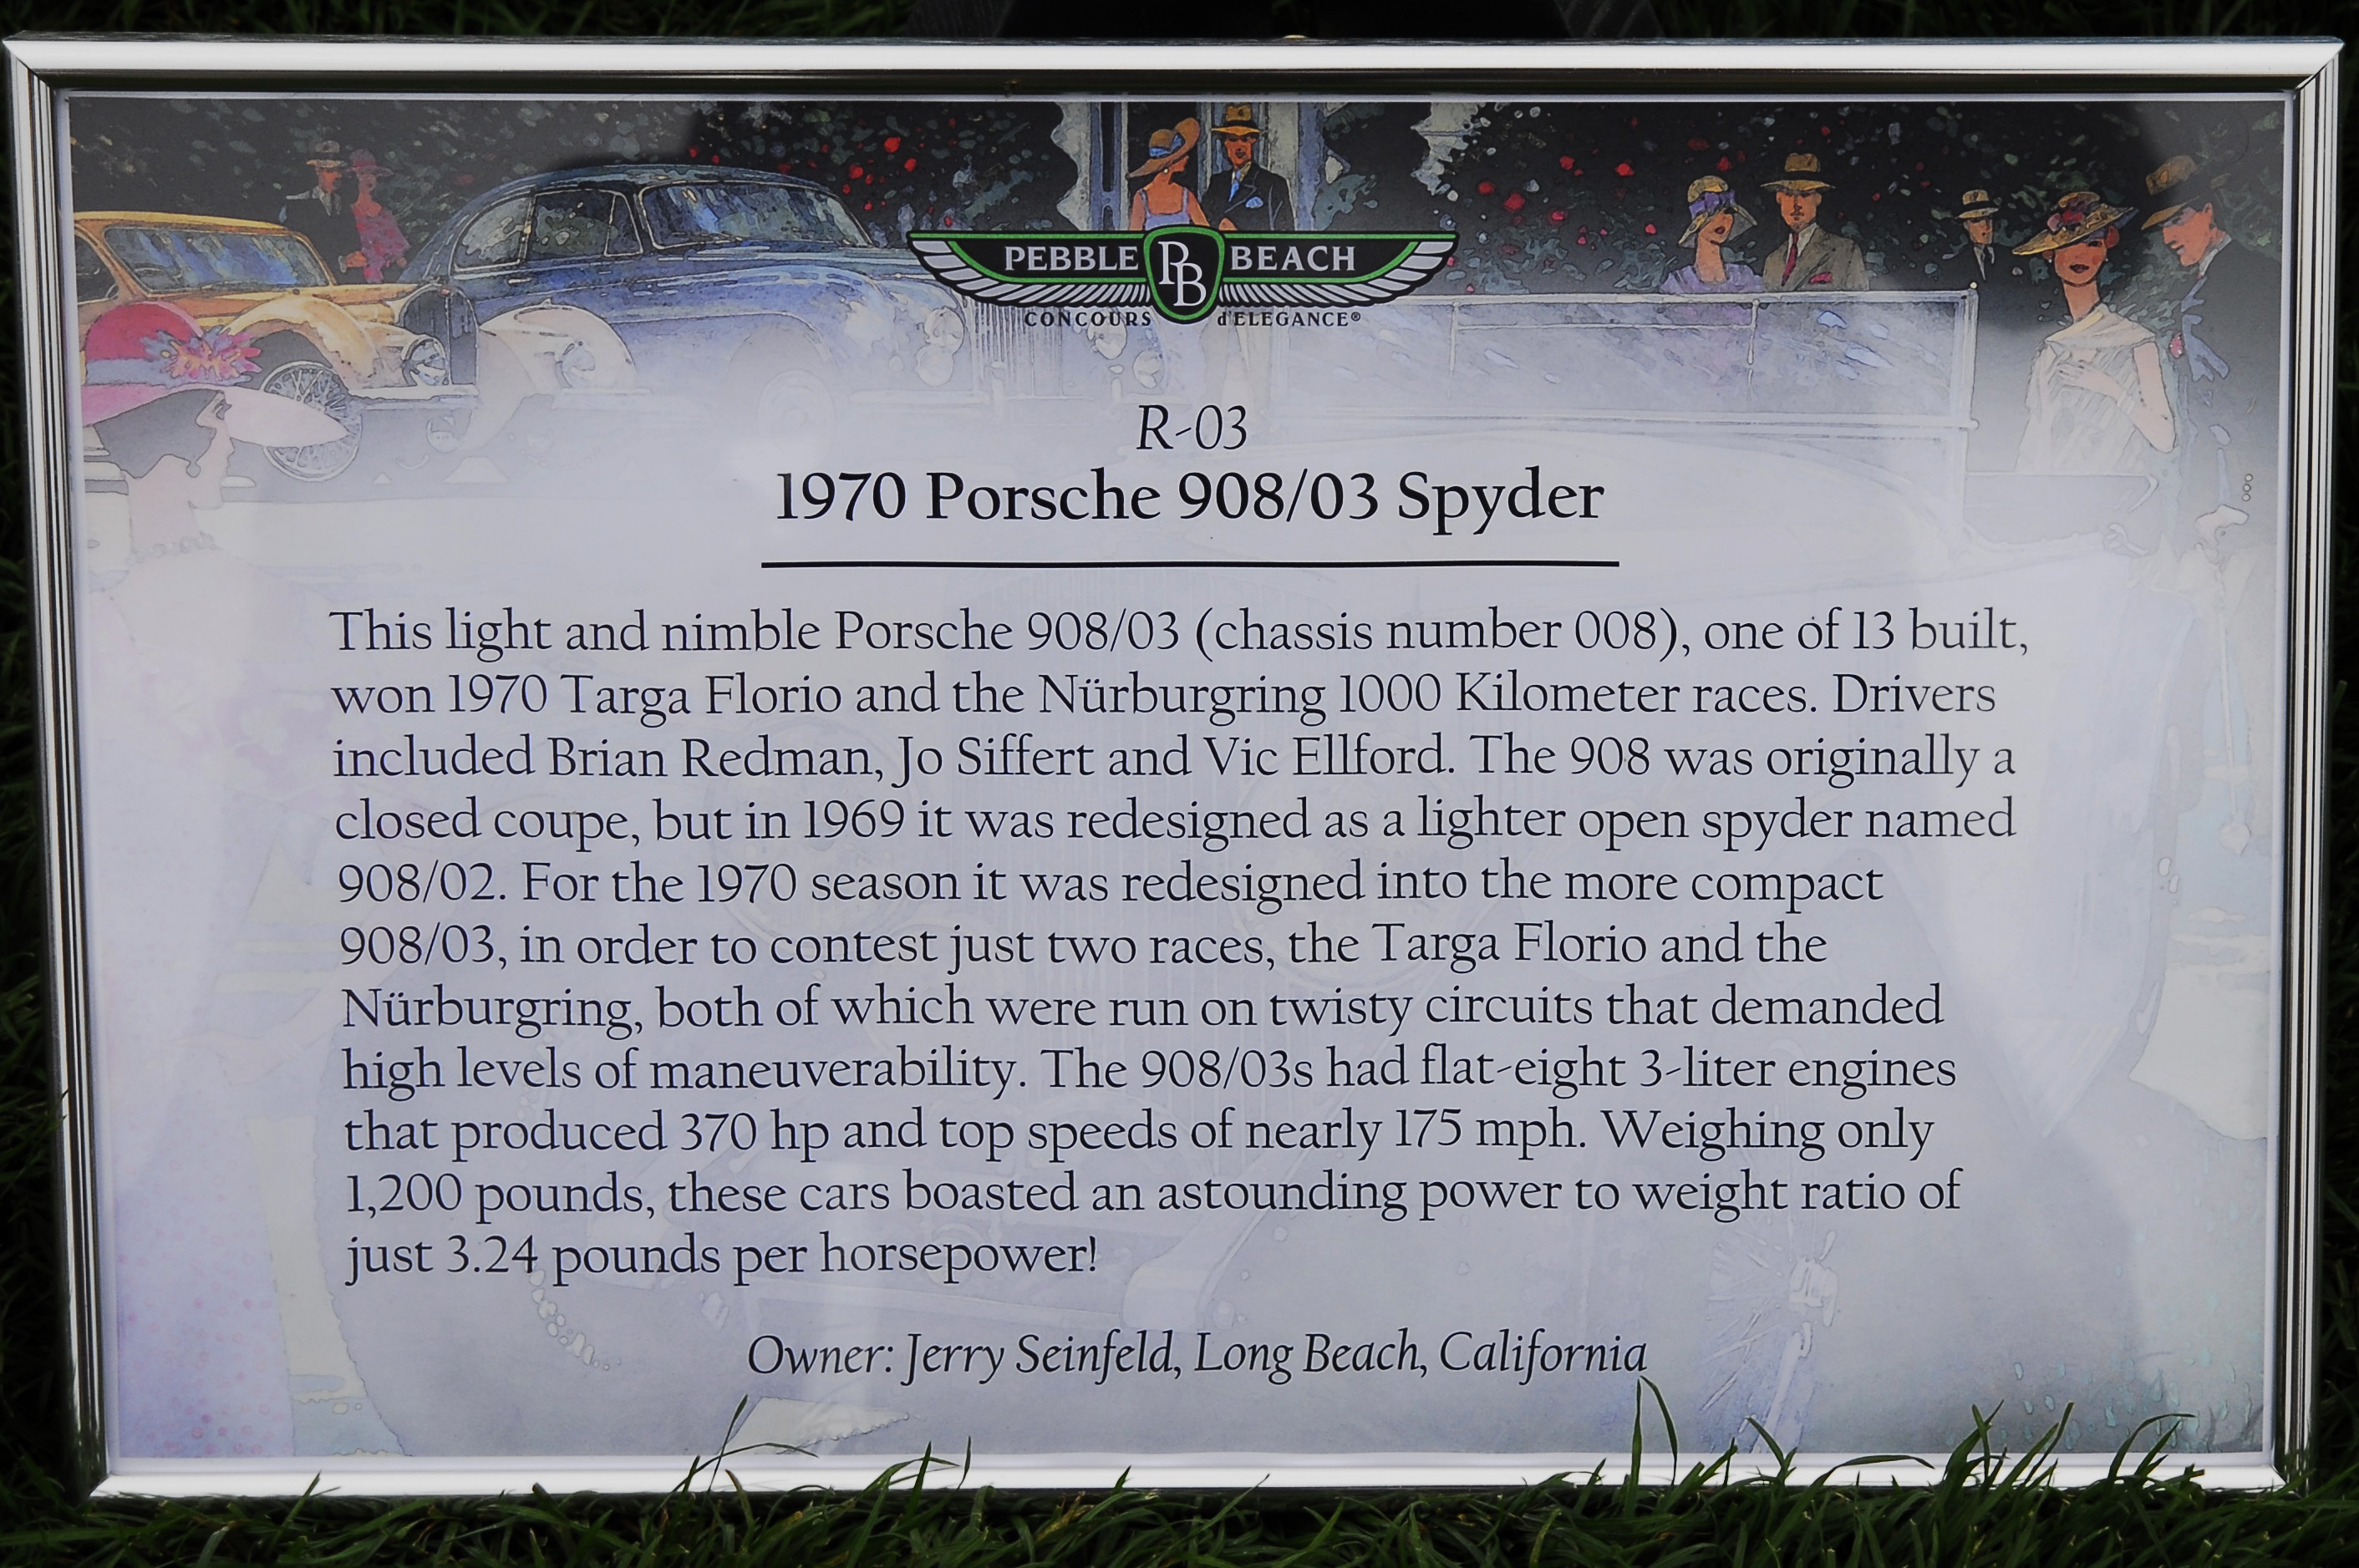 PEBBLE PB BEACH
CONCOURS d'ELEGANCE®
R-03
1970 Porsche 908/03 Spyder
This light and nimble Porsche 908/03 (chassis number 008), one of 13 built,
won 1970 Targa Florio and the Nürburgring 1000 Kilometer races. Drivers
included Brian Redman, Jo Siffert and Vic Ellford. The 908 was originally a
closed coupe, but in 1969 it was redesigned as a lighter open spyder named
908/02. For the 1970 season it was redesigned into the more compact
908/03, in order to contest just two races, the Targa Florio and the
Nürburgring, both of which were run on twisty circuits that demanded
high levels of maneuverability. The 908/03s had flat-eight 3-liter engines
that produced 370 hp and top speeds of nearly 175 mph. Weighing only
1,200 pounds, these cars boasted an astounding power to weight ratio of
just 3.24 pounds per horsepower!
Owner: Jerry Seinfeld, Long Beach, California